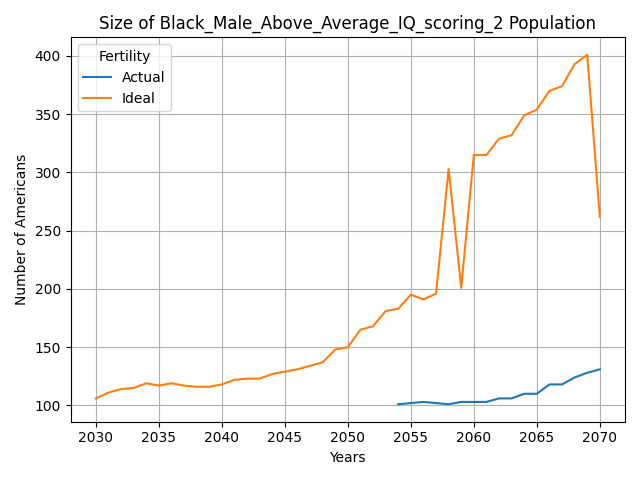 Size of Black_Male_Above_Average_IQ_scoring_2 Population
Fertility
Actual
Ideal
Number of Americans
400
350
300
250
200
150
100
2030 2035 2040 2045 2050 2055 2060 2065 2070
Years